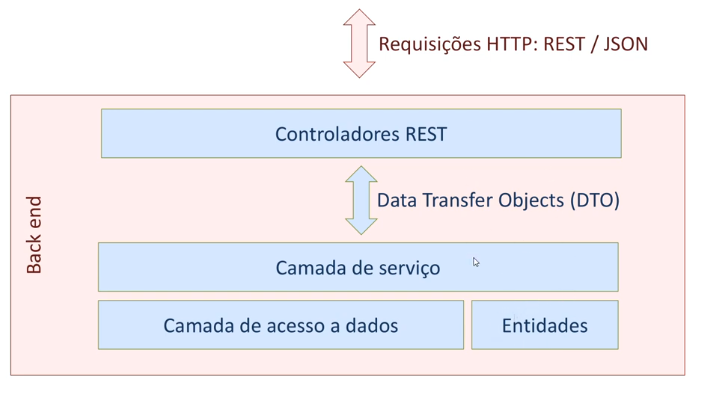 Requisições HTTP: REST / JSON
Controladores REST
Data Transfer Objects (DTO)
Back end
Camada de serviço
Camada de acesso a dados
Entidades